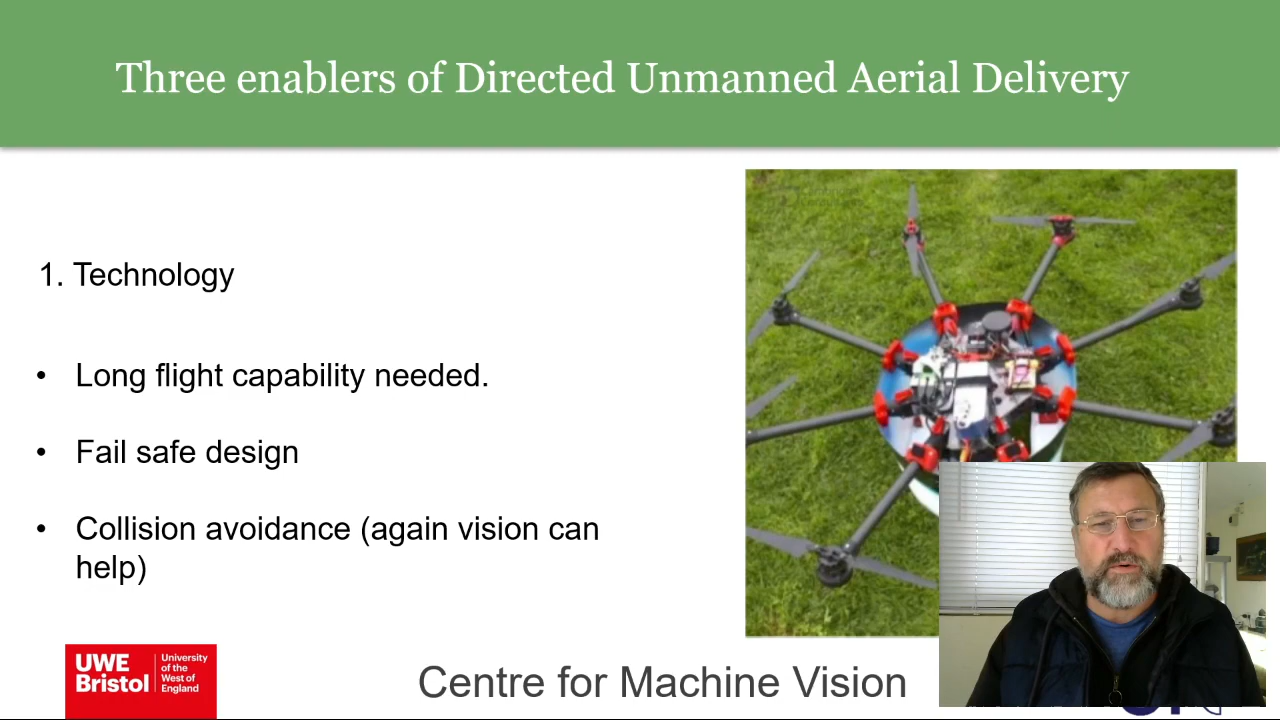 Three enablers of Directed Unmanned Aerial Delivery
1. Technology
• Long flight capability needed.
• Fail safe design
• Collision avoidance (again vision can
help)
UWE
Bristol
University
of the
West of
England
Centre for Machine Vision